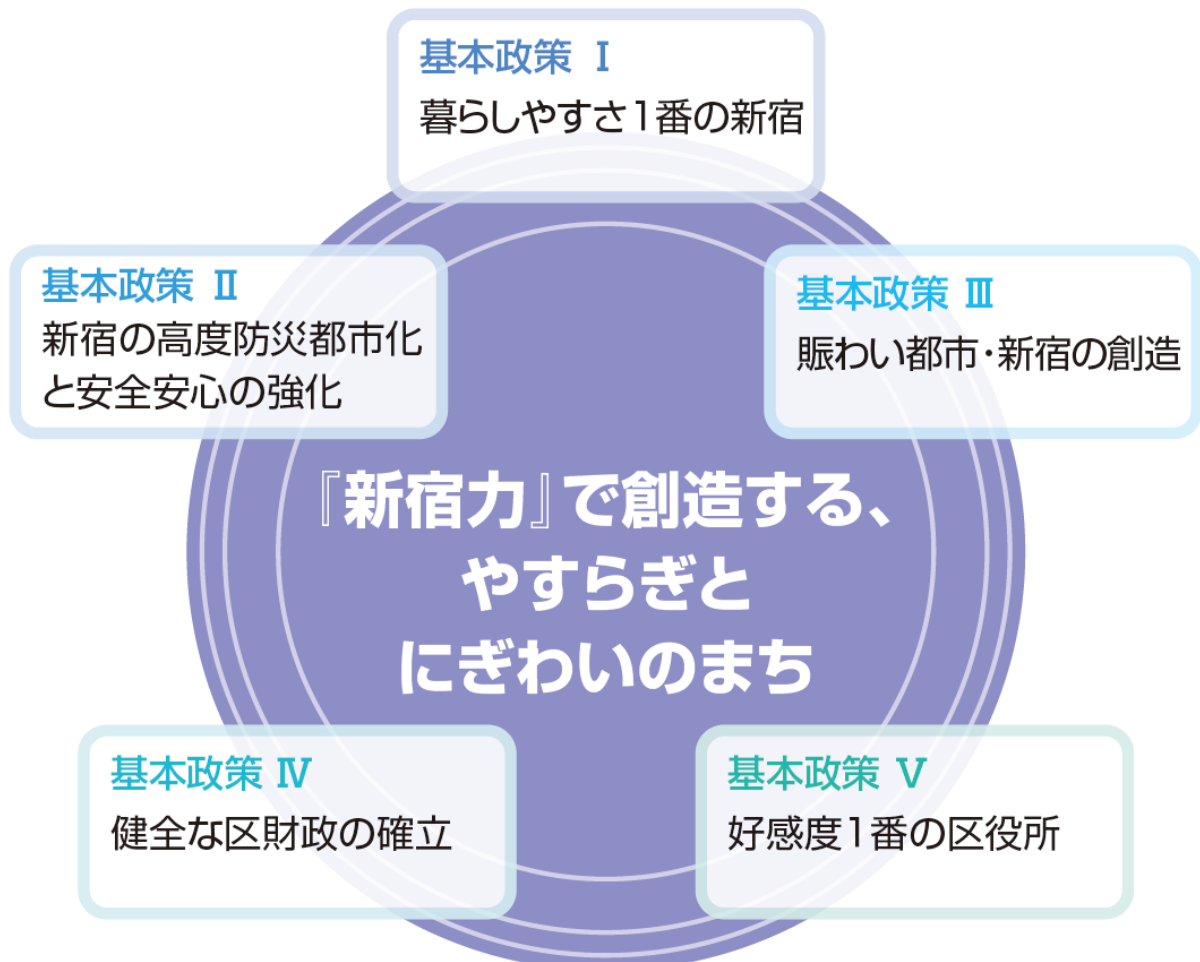 基本政策 Ⅰ
暮らしやすさ1番の新宿
基本政策 Ⅱ
新宿の高度防災都市化
と安全安心の強化
基本政策 Ⅲ
賑わい都市・新宿の創造
『新宿力』で創造する、
やすらぎと
にぎわいのまち
基本政策 Ⅳ
健全な区財政の確立
基本政策 Ⅴ
好感度1番の区役所